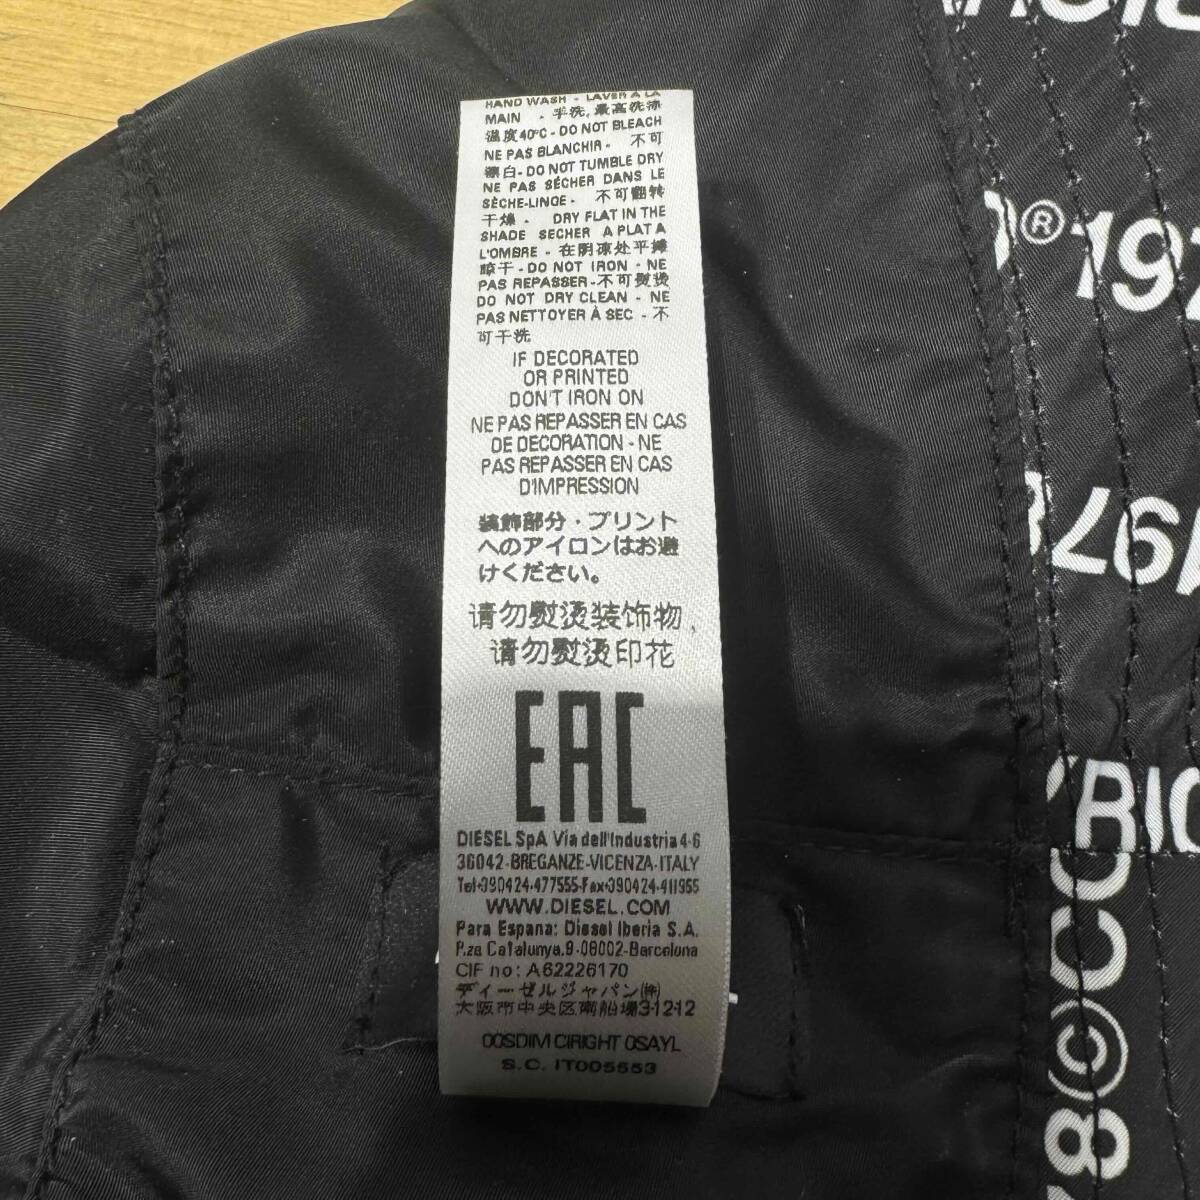 HAND WASH - LAVER A LA
MAIN - 手洗,最高洗涤
温度40°C - DO NOT BLEACH
NE PAS BLANCHIR - 不可
漂白 - DO NOT TUMBLE DRY
NE PAS SÉCHER DANS LE
SÈCHE-LINGE - 不可翻转
干燥 - DRY FLAT IN THE
SHADE SECHER A PLAT A
L'OMBRE - 在阴凉处平摊
晾干 - DO NOT IRON - NE
PAS REPASSER - 不可熨烫
DO NOT DRY CLEAN - NE
PAS NETTOYER À SEC - 不
可干洗
IF DECORATED
OR PRINTED
DON'T IRON ON
NE PAS REPASSER EN CAS
DE DECORATION - NE
PAS REPASSER EN CAS
D'IMPRESSION
装飾部分・プリント
へのアイロンはお避
けください。
请勿熨烫装饰物,
请勿熨烫印花
EAC
DIESEL SpA Via dell'Industria 4-6
36042-BREGANZE-VICENZA-ITALY
Tel+390424-477555-Fax+390424-411955
WWW.DIESEL.COM
Para Espana: Diesel Iberia S.A.
P.za Catalunya,9-08002-Barcelona
CIF no: A62226170
ディーゼルジャパン㈱
大阪市中央区南船場3-12-12
00SDIM CIRIGHT 0SAYL
S.C. IT005553
®197
976
BIC
8©CO